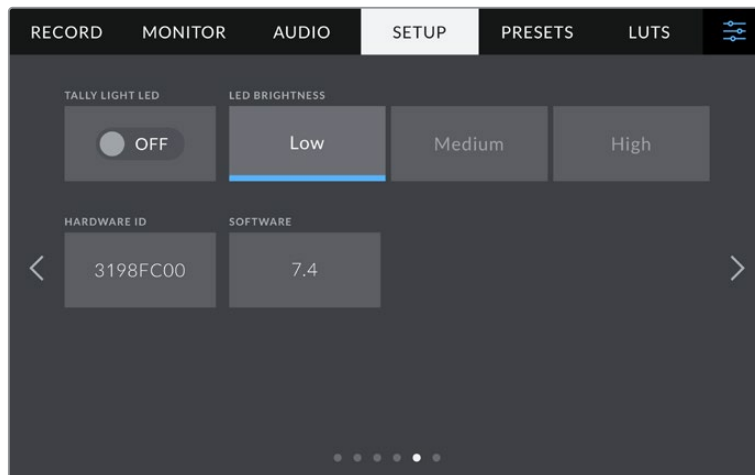 RECORD MONITOR AUDIO SETUP PRESETS LUTS
TALLY LIGHT LED LED BRIGHTNESS
OFF Low Medium High
HARDWARE ID SOFTWARE
3198FC00 7.4